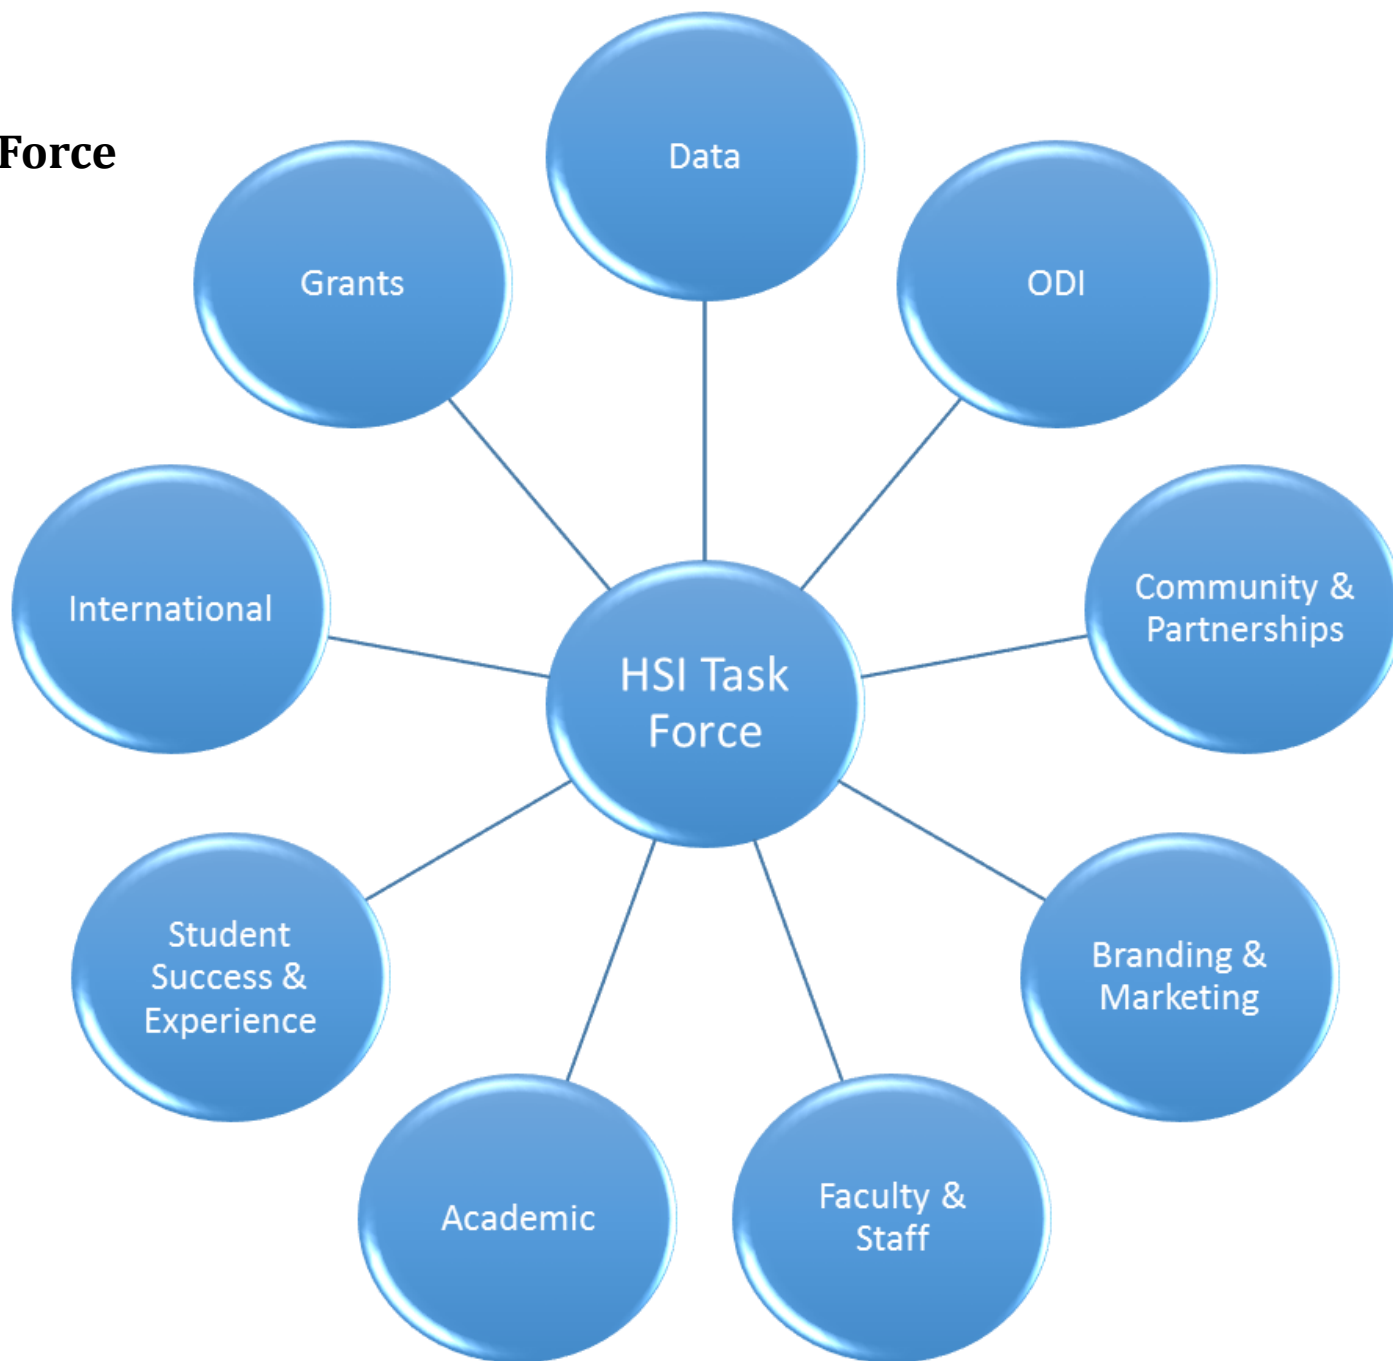 Force
Data
Grants
ODI
International
Community &
Partnerships
HSI Task
Force
Student
Success &
Experience
Branding &
Marketing
Academic
Faculty &
Staff